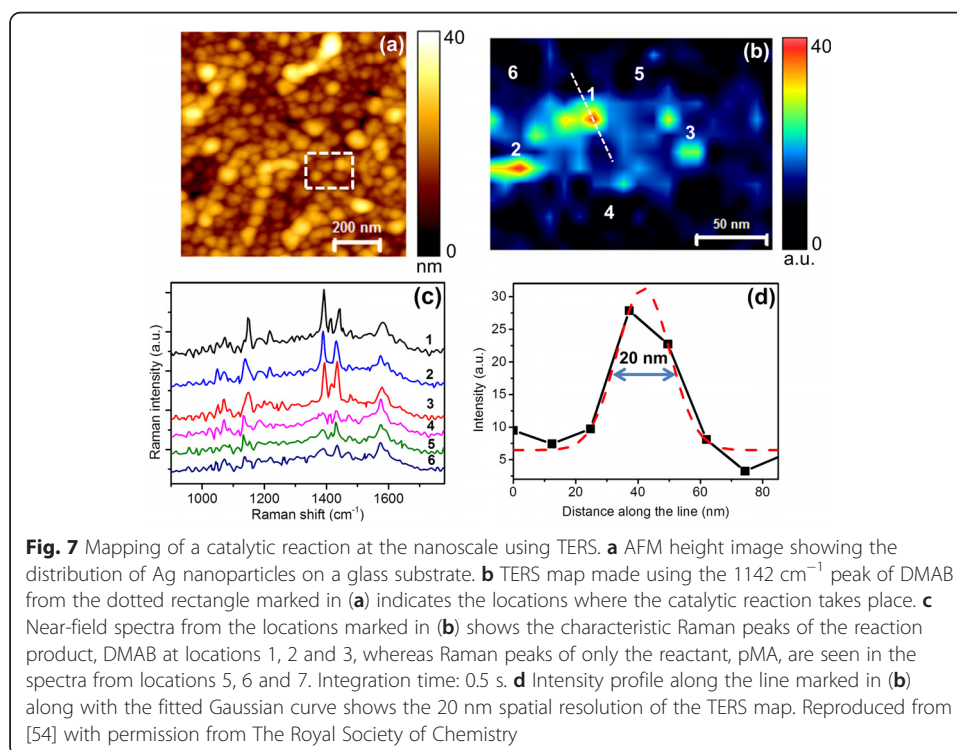 (a)
40
0
nm
200 nm
(b)
6
5
1
2
3
4
50 nm
40
0
a.u.
(c)
1
2
3
4
5
6
Raman intensity (a.u.)
1000 1200 1400 1600
Raman shift (cm-1)
(d)
30
25
20
15
10
5
20 nm
Intensity (a.u.)
0 20 40 60 80
Distance along the line (nm)
Fig. 7 Mapping of a catalytic reaction at the nanoscale using TERS. a AFM height image showing the
distribution of Ag nanoparticles on a glass substrate. b TERS map made using the 1142 cm−1 peak of DMAB
from the dotted rectangle marked in (a) indicates the locations where the catalytic reaction takes place. c
Near-field spectra from the locations marked in (b) shows the characteristic Raman peaks of the reaction
product, DMAB at locations 1, 2 and 3, whereas Raman peaks of only the reactant, pMA, are seen in the
spectra from locations 5, 6 and 7. Integration time: 0.5 s. d Intensity profile along the line marked in (b)
along with the fitted Gaussian curve shows the 20 nm spatial resolution of the TERS map. Reproduced from
[54] with permission from The Royal Society of Chemistry